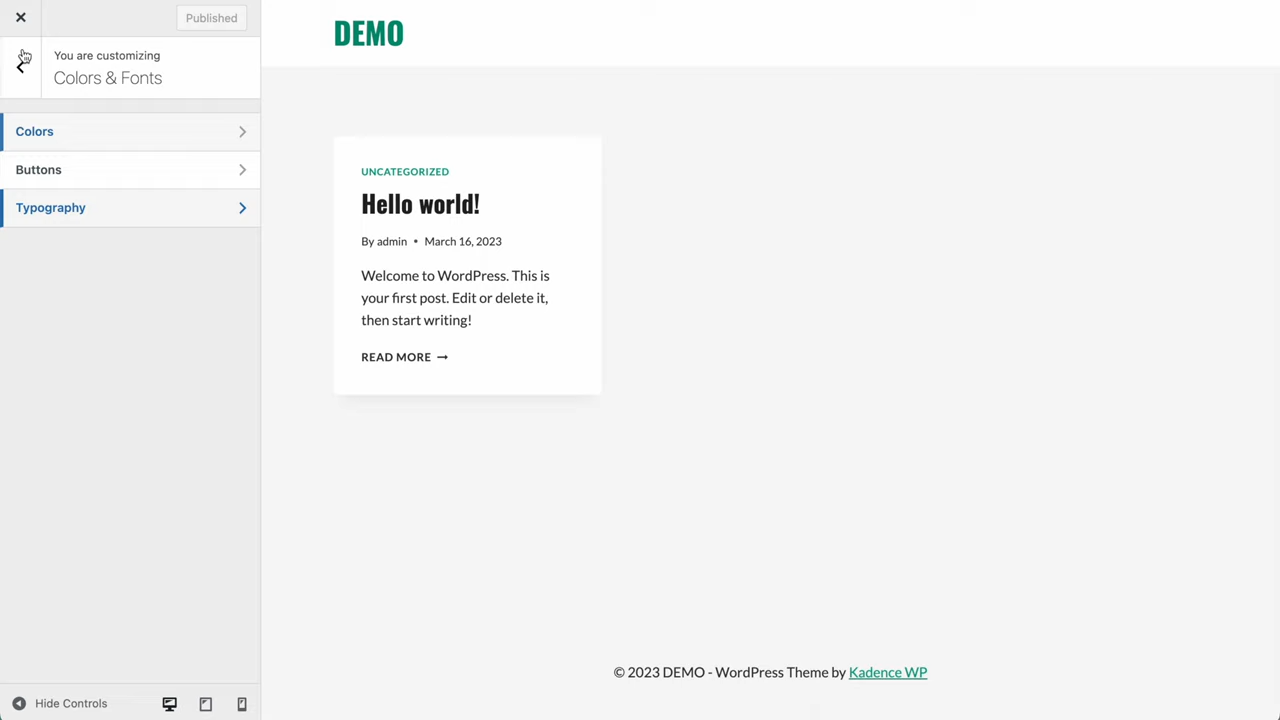 Published
You are customizing
Colors & Fonts
Colors
Buttons
Typography
Hide Controls
DEMO
UNCATEGORIZED
Hello world!
By admin • March 16, 2023
Welcome to WordPress. This is
your first post. Edit or delete it,
then start writing!
READ MORE →
© 2023 DEMO - WordPress Theme by Kadence WP